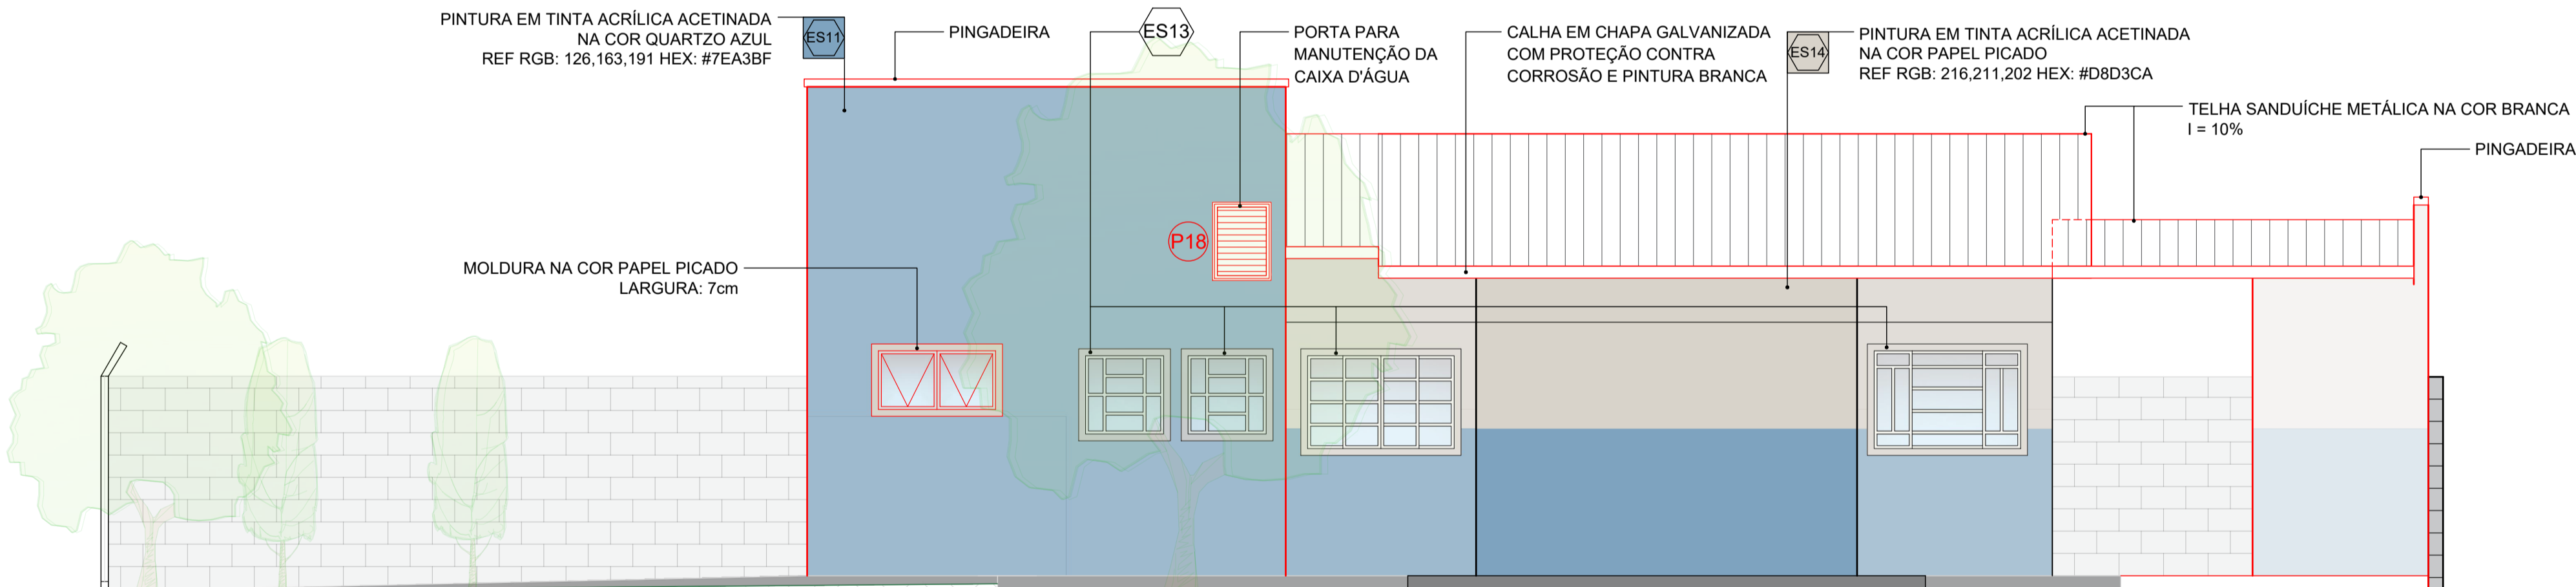 PINTURA EM TINTA ACRÍLICA ACETINADA
NA COR QUARTZO AZUL
REF RGB: 126,163,191 HEX: #7EA3BF
ES11
PINGADEIRA
ES13
PORTA PARA
MANUTENÇÃO DA
CAIXA D'ÁGUA
CALHA EM CHAPA GALVANIZADA
COM PROTEÇÃO CONTRA
CORROSÃO E PINTURA BRANCA
ES14
PINTURA EM TINTA ACRÍLICA ACETINADA
NA COR PAPEL PICADO
REF RGB: 216,211,202 HEX: #D8D3CA
TELHA SANDUÍCHE METÁLICA NA COR BRANCA
I = 10%
PINGADEIRA
P18
MOLDURA NA COR PAPEL PICADO
LARGURA: 7cm